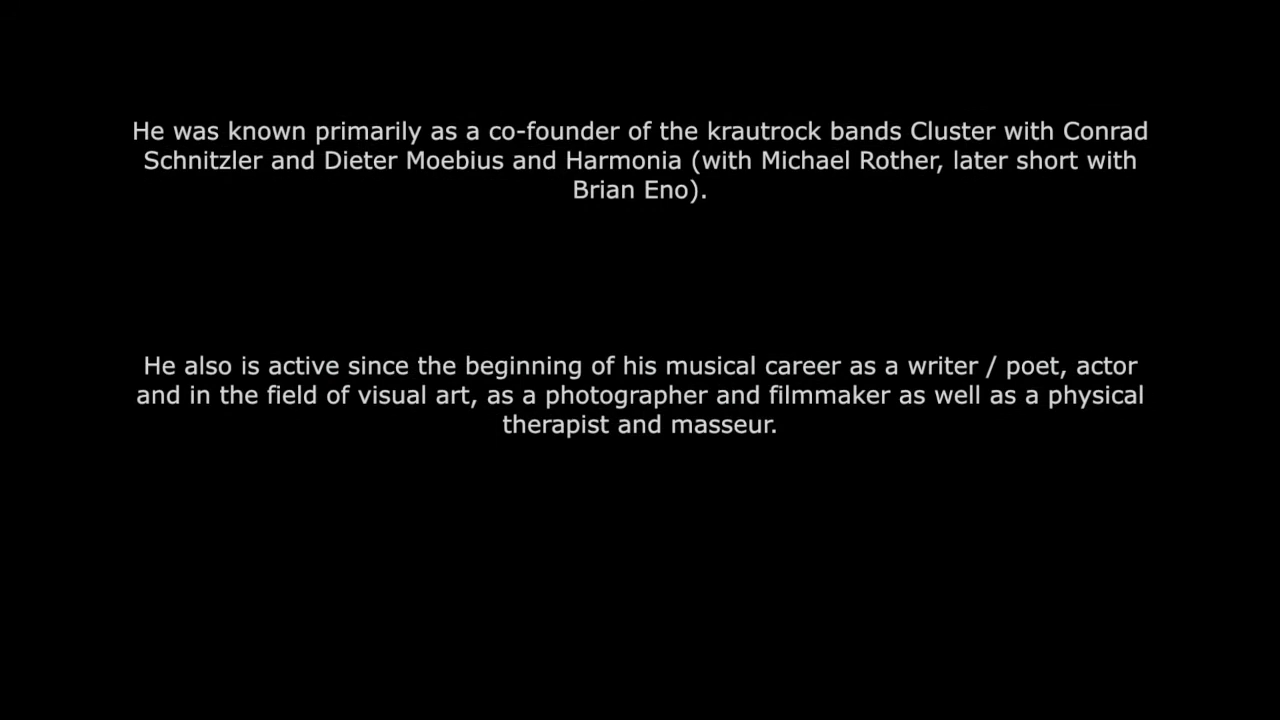 He was known primarily as a co-founder of the krautrock bands Cluster with Conrad
Schnitzler and Dieter Moebius and Harmonia (with Michael Rother, later short with
Brian Eno).
He also is active since the beginning of his musical career as a writer / poet, actor
and in the field of visual art, as a photographer and filmmaker as well as a physical
therapist and masseur.